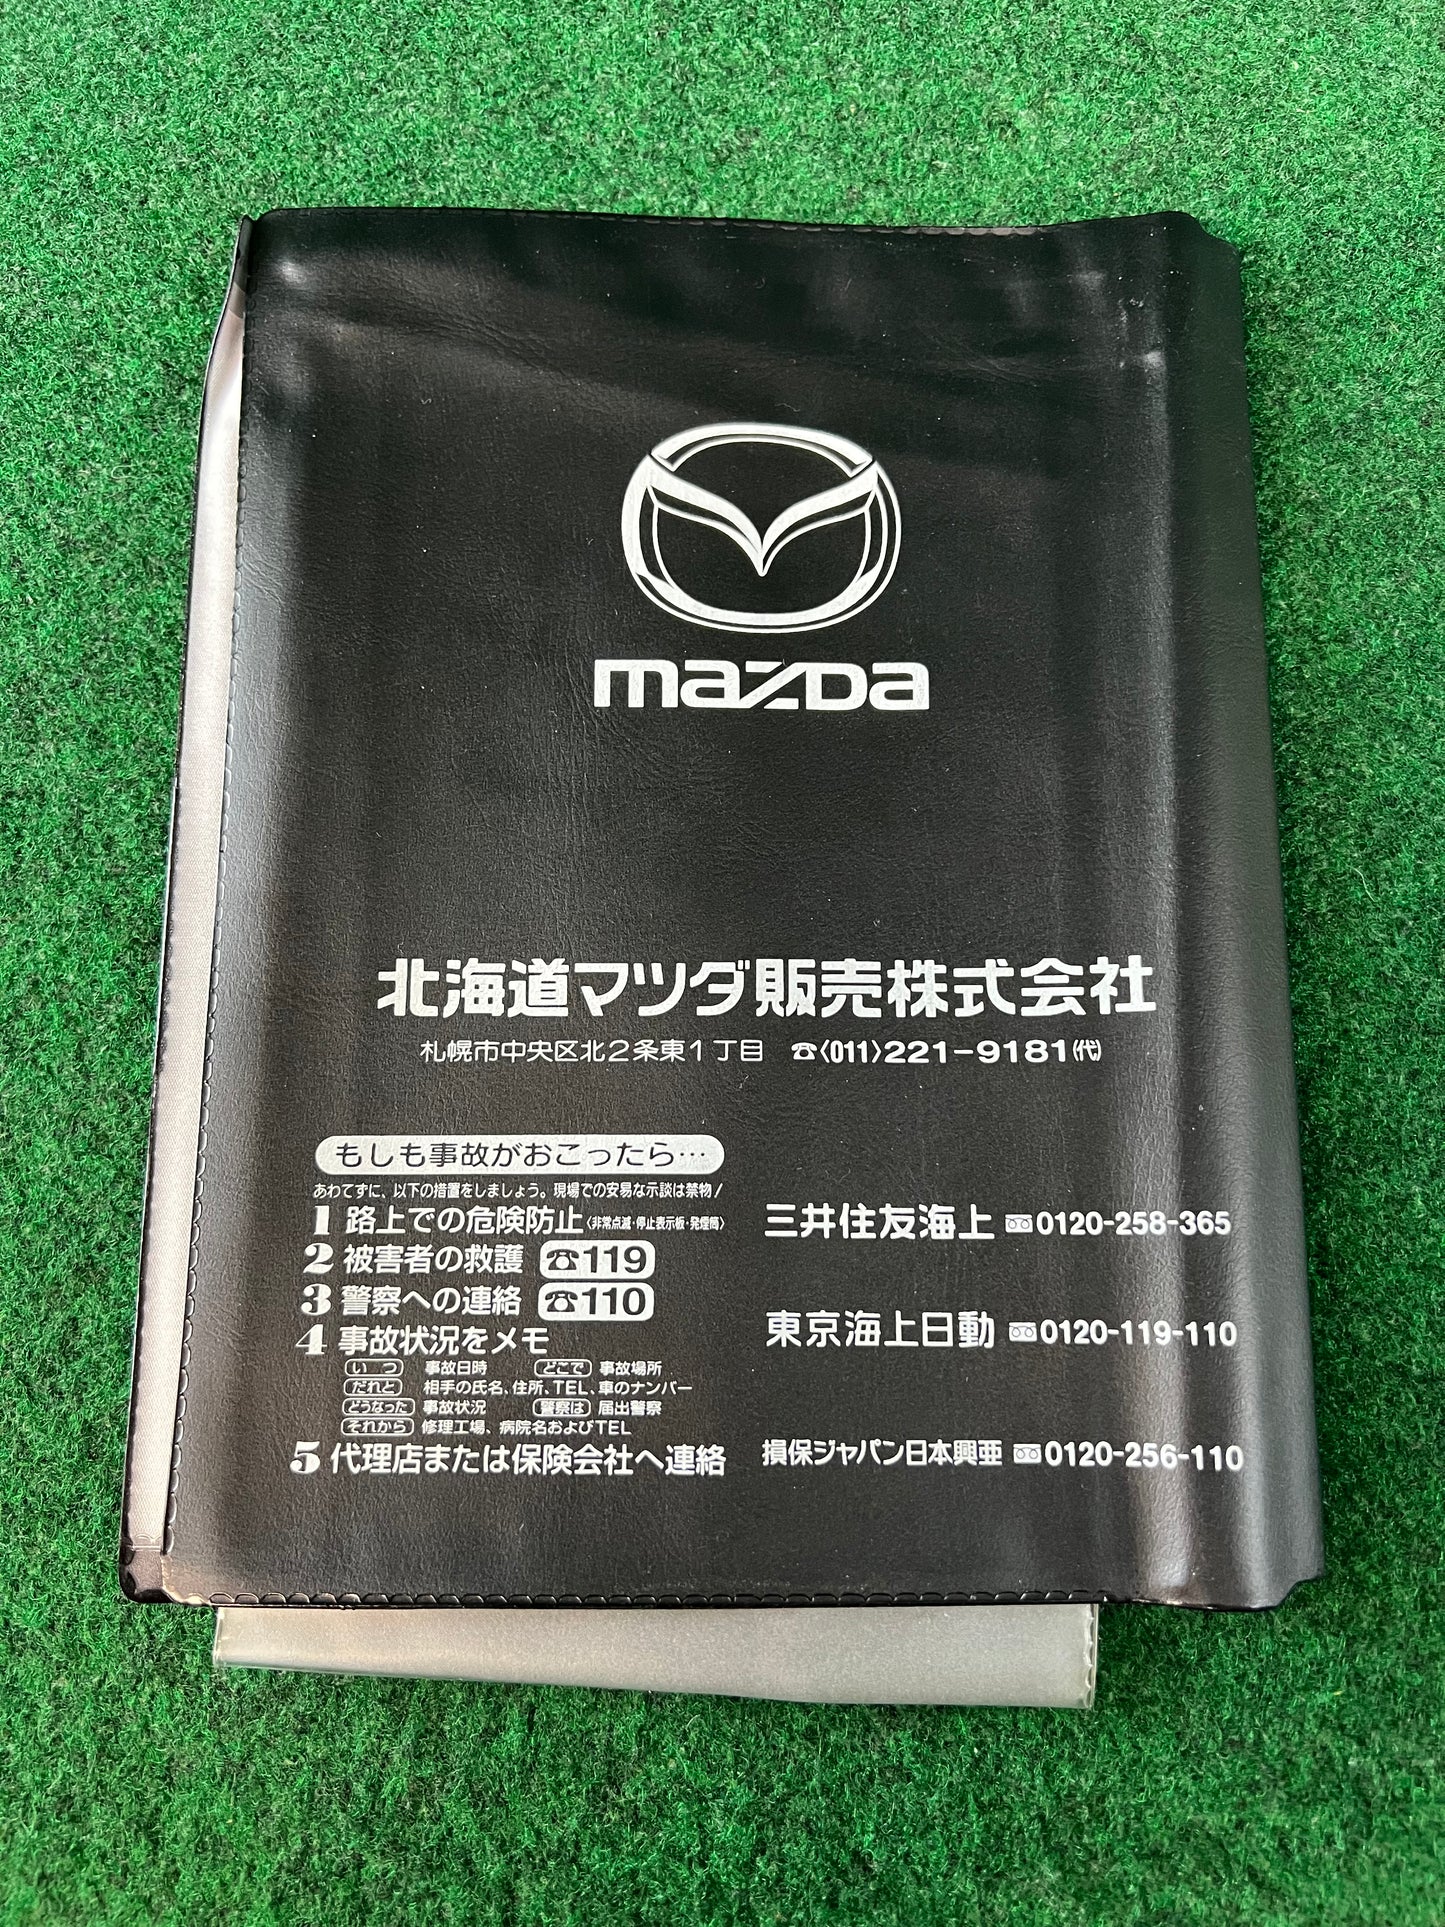 mazda
北海道マツダ販売株式会社
札幌市中央区北2条東1丁目 ☎〈011〉221-9181㈹
もしも事故がおこったら…
あわてずに、以下の措置をしましょう。現場での安易な示談は禁物/
1 路上での危険防止〈非常点滅・停止表示板・発煙筒〉
2 被害者の救護 ☎119
3 警察への連絡 ☎110
4 事故状況をメモ
いつ 事故日時 どこで 事故場所
だれと 相手の氏名、住所、TEL、車のナンバー
どうなった 事故状況 警察は 届出警察
それから 修理工場、病院名およびTEL
5 代理店または保険会社へ連絡
三井住友海上 0120-258-365
東京海上日動 0120-119-110
損保ジャパン日本興亜 0120-256-110